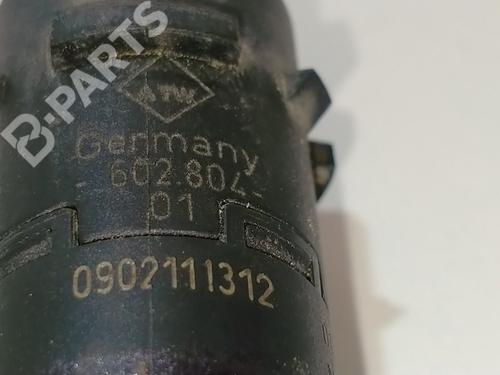 B-PARTS
ATW
Germany
-602.804-
01
0902111312